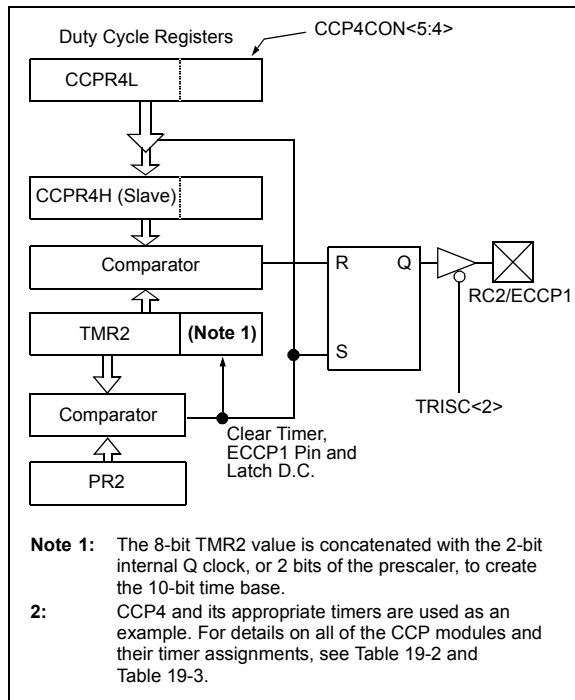 Duty Cycle Registers
CCP4CON<5:4>
CCPR4L
CCPR4H (Slave)
Comparator
R
Q
RC2/ECCP1
TMR2
(Note 1)
S
TRISC<2>
Comparator
Clear Timer,
ECCP1 Pin and
Latch D.C.
PR2
Note 1: The 8-bit TMR2 value is concatenated with the 2-bit
internal Q clock, or 2 bits of the prescaler, to create
the 10-bit time base.
2: CCP4 and its appropriate timers are used as an
example. For details on all of the CCP modules and
their timer assignments, see Table 19-2 and
Table 19-3.